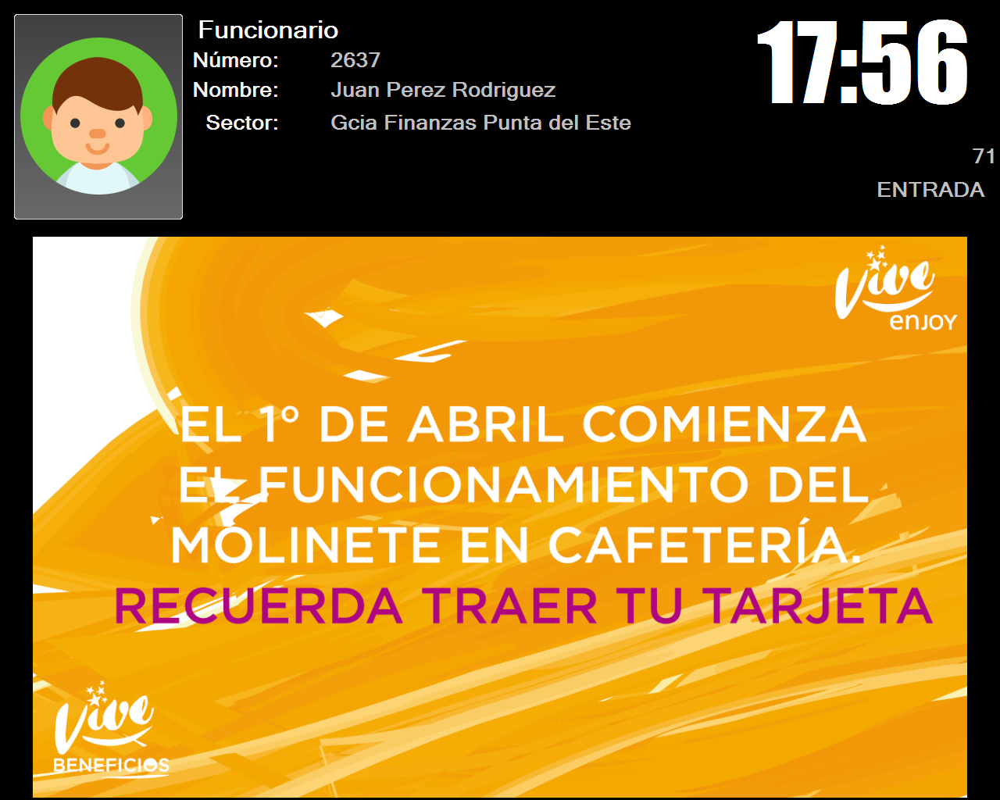 Funcionario
17:56
Número: 2637
Nombre: Juan Perez Rodriguez
Sector: Gcia Finanzas Punta del Este
71
ENTRADA
Vive
enJOY
EL 1° DE ABRIL COMIENZA
EL FUNCIONAMIENTO DEL
MOLINETE EN CAFETERÍA.
RECUERDA TRAER TU TARJETA
Vive
BENEFICIOS